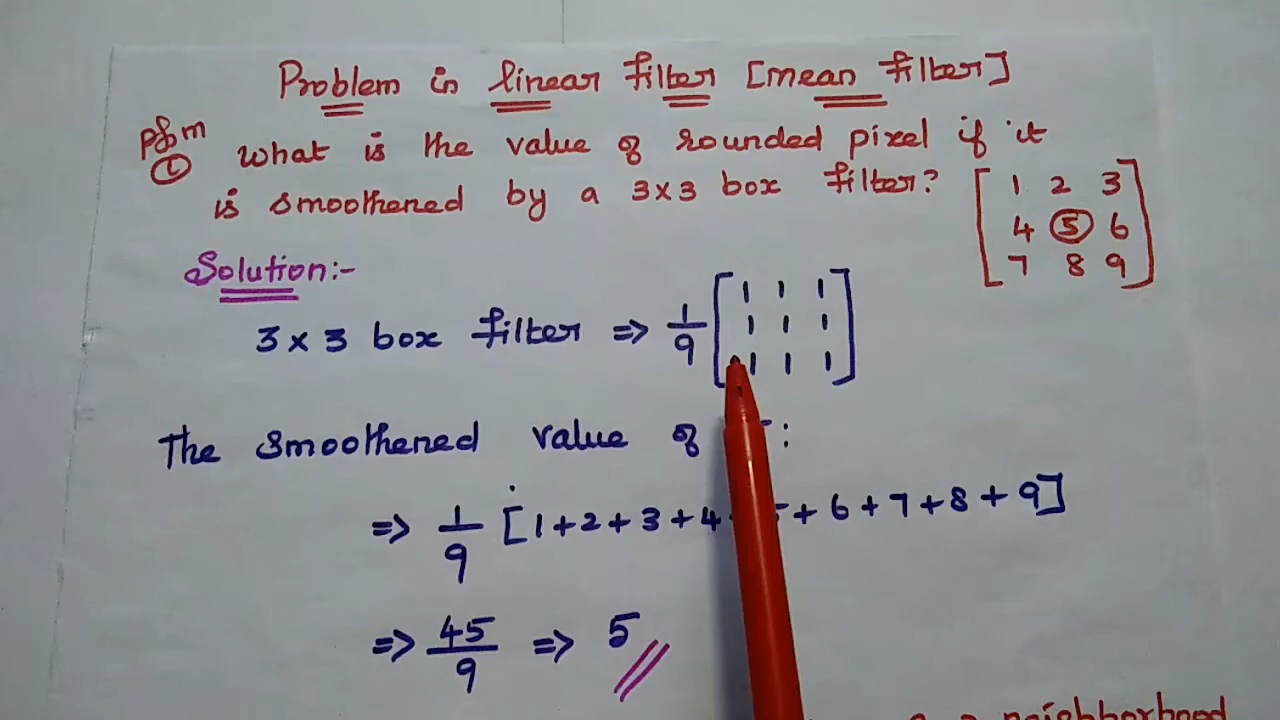 Problem in linear filter [mean filter]
pbm
① what is the value of rounded pixel if it
is smoothened by a 3x3 box filter?
[ 1 2 3
4 ⑤ 6
7 8 9 ]
Solution:-
3 x 3 box filter => 1/9 [ 1 1 1
1 1 1
1 1 1 ]
The smoothened value of :
=> 1/9 [1+2+3+4 5+6+7+8+9]
=> 45/9 => 5
neighborhood